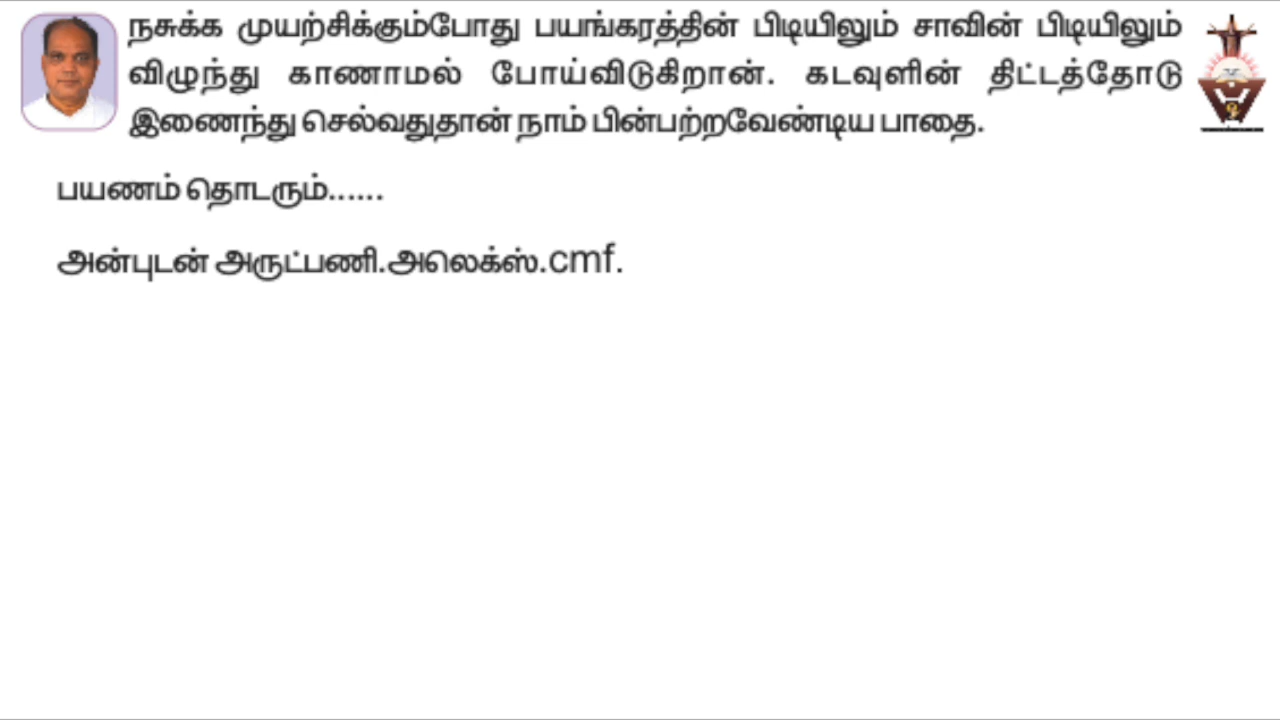 நசுக்க முயற்சிக்கும்போது பயங்கரத்தின் பிடியிலும் சாவின் பிடியிலும்
விழுந்து காணாமல் போய்விடுகிறான். கடவுளின் திட்டத்தோடு
இணைந்து செல்வதுதான் நாம் பின்பற்றவேண்டிய பாதை.
பயணம் தொடரும்......
அன்புடன் அருட்பணி.அலெக்ஸ்.cmf.